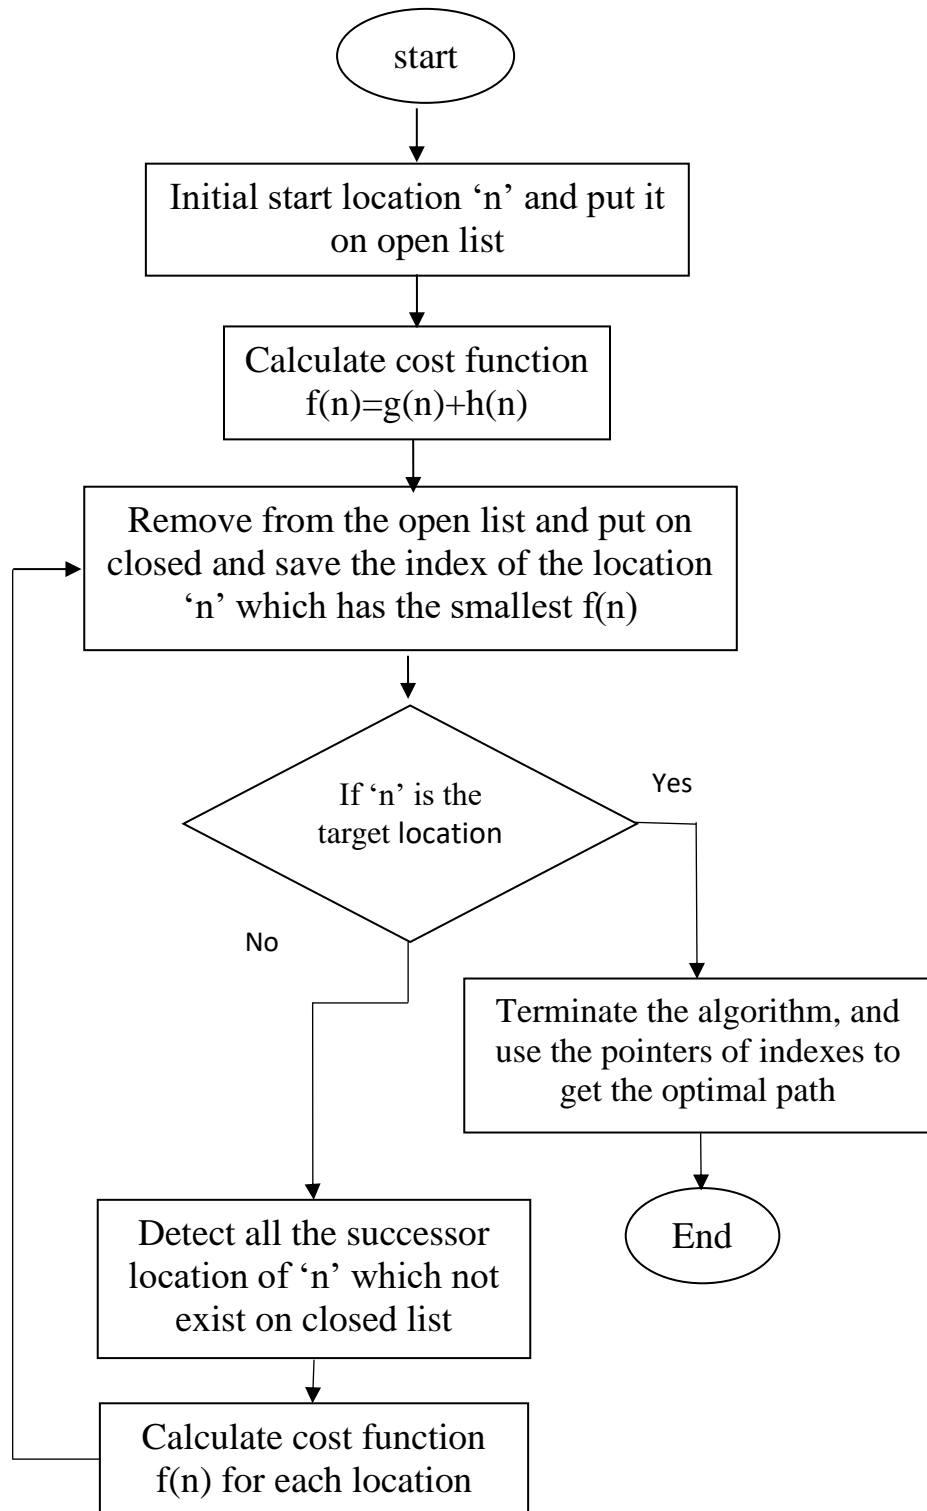 start
Initial start location ‘n’ and put it
on open list
Calculate cost function
f(n)=g(n)+h(n)
Remove from the open list and put on
closed and save the index of the location
‘n’ which has the smallest f(n)
If ‘n’ is the
target location
Yes
No
Terminate the algorithm, and
use the pointers of indexes to
get the optimal path
End
Detect all the successor
location of ‘n’ which not
exist on closed list
Calculate cost function
f(n) for each location